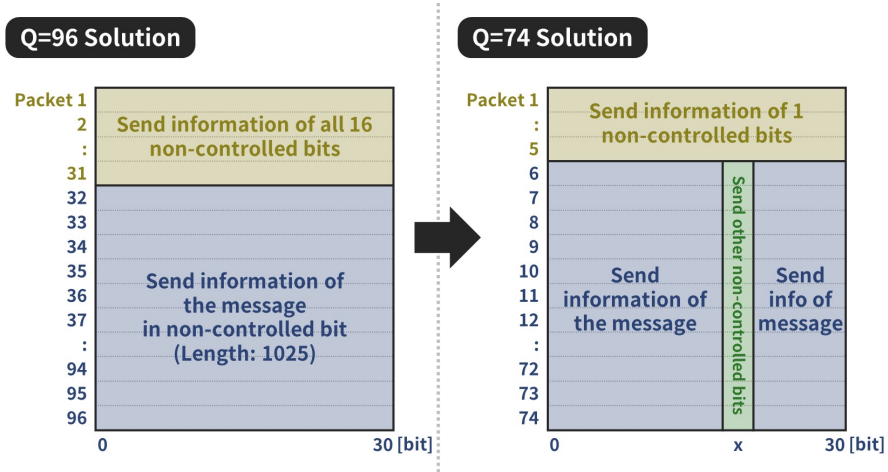 Q=96 Solution
Packet 1
2
:
31
32
33
34
35
36
37
:
94
95
96
Send information of all 16
non-controlled bits
Send information of
the message
in non-controlled bit
(Length: 1025)
0
30 [bit]
Q=74 Solution
Packet 1
:
5
6
7
8
9
10
11
12
:
72
73
74
Send information of 1
non-controlled bits
Send
information of
the message
Send other non-controlled bits
Send
info of
message
0
x
30 [bit]